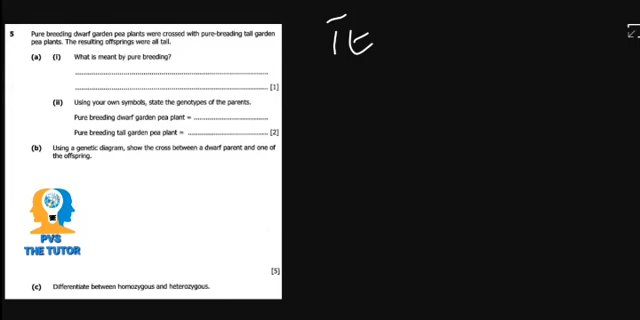 5 Pure breeding dwarf garden pea plants were crossed with pure-breading tall garden
pea plants. The resulting offsprings were all tall.
(a) (i) What is meant by pure breeding?
[1]
(ii) Using your own symbols, state the genotypes of the parents.
Pure breeding dwarf garden pea plant =
Pure breeding tall garden pea plant = [2]
(b) Using a genetic diagram, show the cross between a dwarf parent and one of
the offspring.
PVS
THE TUTOR
[5]
(c) Differentiate between homozygous and heterozygous.